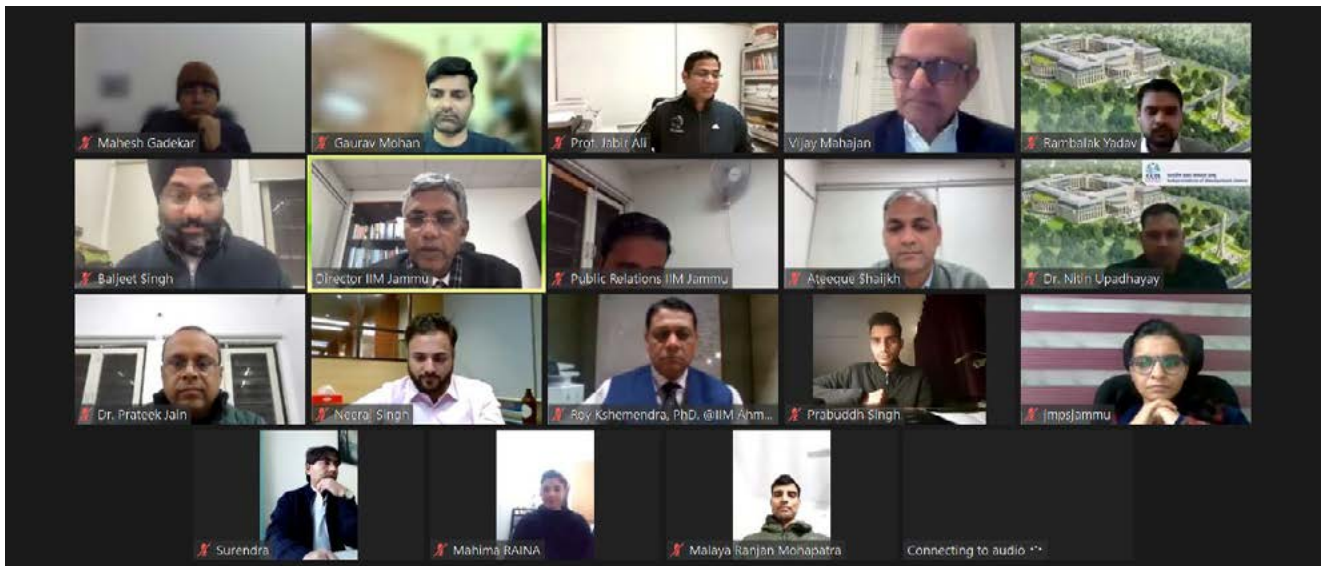 Mahesh Gadekar
Gaurav Mohan
Prof. Jabir Ali
Vijay Mahajan
Rambalak Yadav
Baljeet Singh
Director IIM Jammu
Public Relations IIM Jammu
Ateeque Shaijkh
Dr. Nitin Upadhayay
Dr. Prateek Jain
Neeraj Singh
Roy Kshemendra, PhD. @IIM Ahm...
Prabuddh Singh
jmpsjammu
Surendra
Mahima RAINA
Malaya Ranjan Mohapatra
Connecting to audio